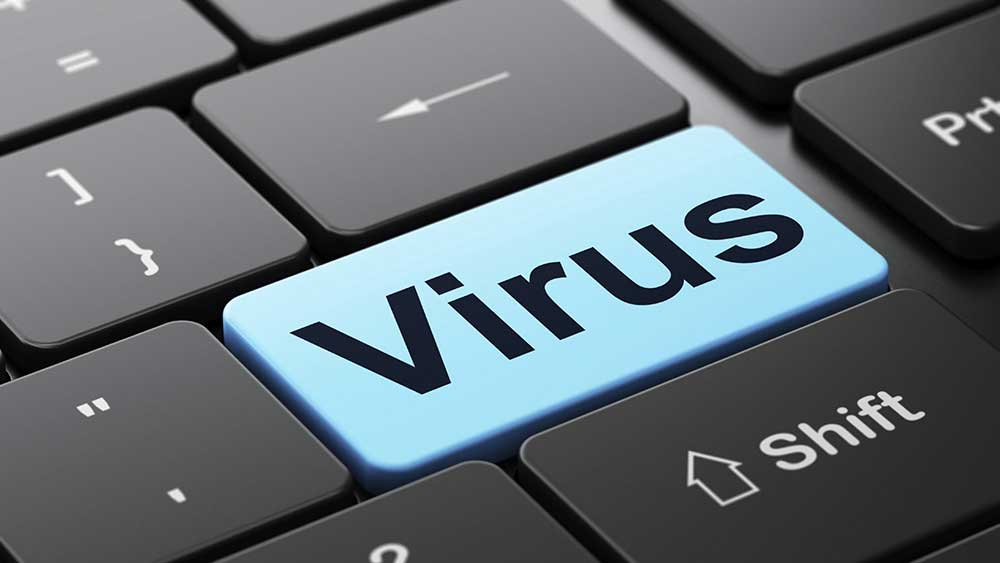 =
←
]
}
Prt
Virus
"
'
⇧ Shift
?